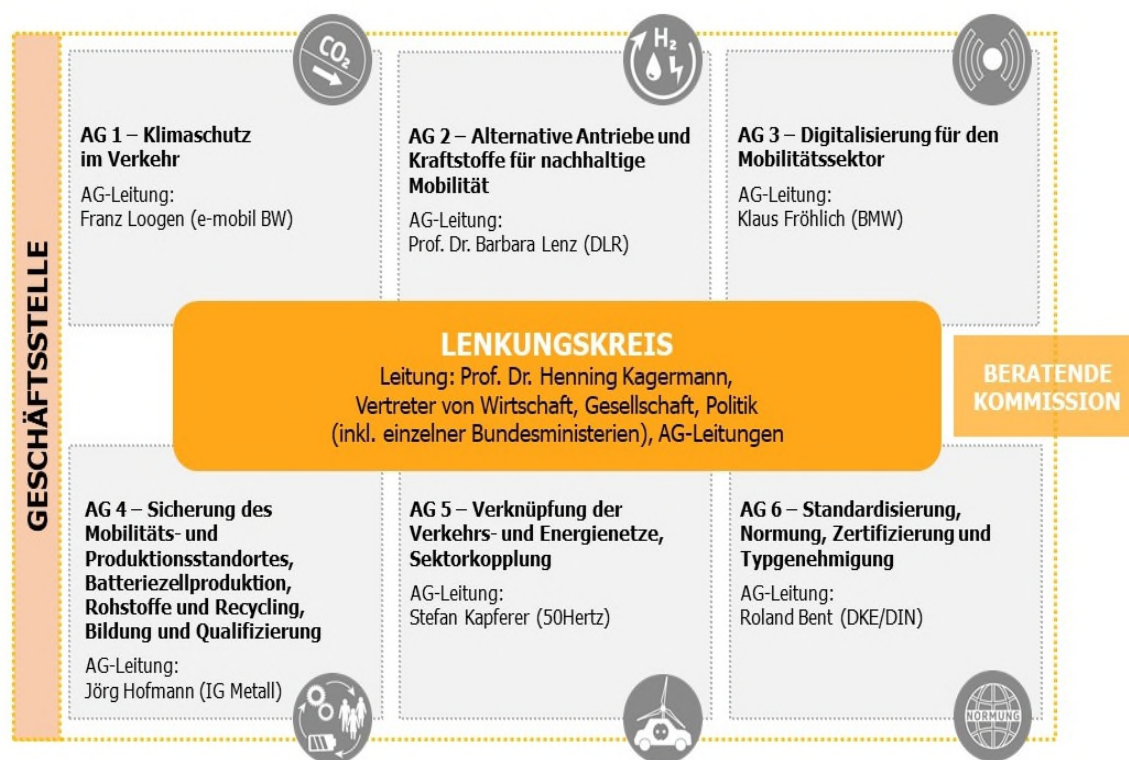 GESCHÄFTSSTELLE
CO₂
AG 1 – Klimaschutz
im Verkehr
AG-Leitung:
Franz Loogen (e-mobil BW)
H₂
AG 2 – Alternative Antriebe und
Kraftstoffe für nachhaltige
Mobilität
AG-Leitung:
Prof. Dr. Barbara Lenz (DLR)
AG 3 – Digitalisierung für den
Mobilitätssektor
AG-Leitung:
Klaus Fröhlich (BMW)
LENKUNGSKREIS
Leitung: Prof. Dr. Henning Kagermann,
Vertreter von Wirtschaft, Gesellschaft, Politik
(inkl. einzelner Bundesministerien), AG-Leitungen
BERATENDE
KOMMISSION
AG 4 – Sicherung des
Mobilitäts- und
Produktionsstandortes,
Batteriezellproduktion,
Rohstoffe und Recycling,
Bildung und Qualifizierung
AG-Leitung:
Jörg Hofmann (IG Metall)
AG 5 – Verknüpfung der
Verkehrs- und Energienetze,
Sektorkopplung
AG-Leitung:
Stefan Kapferer (50Hertz)
AG 6 – Standardisierung,
Normung, Zertifizierung und
Typgenehmigung
AG-Leitung:
Roland Bent (DKE/DIN)
NORMUNG